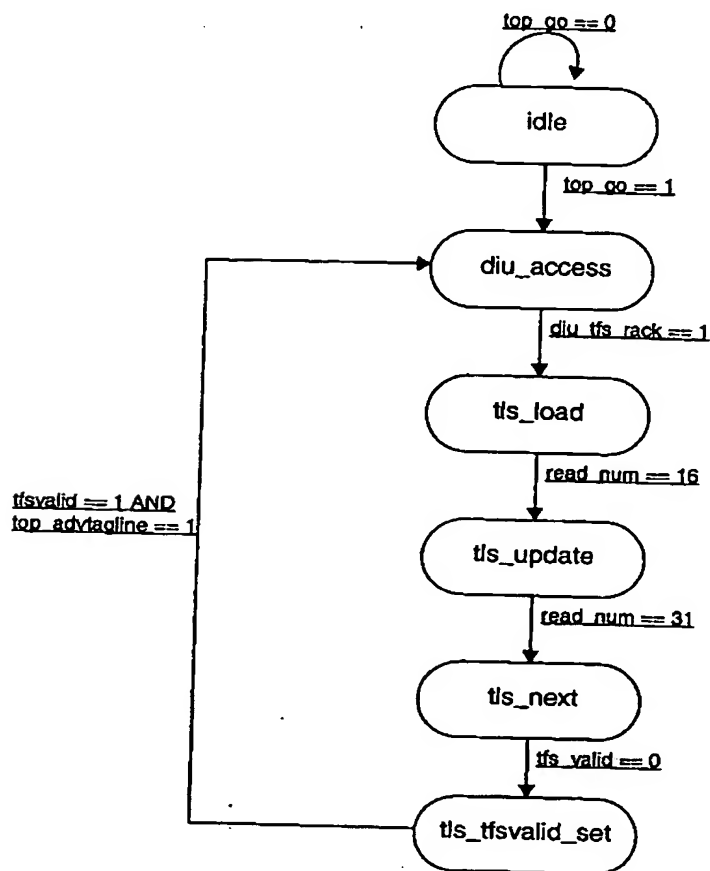 top_go == 0
idle
top_go == 1
diu_access
diu_tfs_rack == 1
tls_load
read_num == 16
tfsvalid == 1 AND
top_advtagline == 1
tls_update
read_num == 31
tls_next
tfs_valid == 0
tls_tfsvalid_set